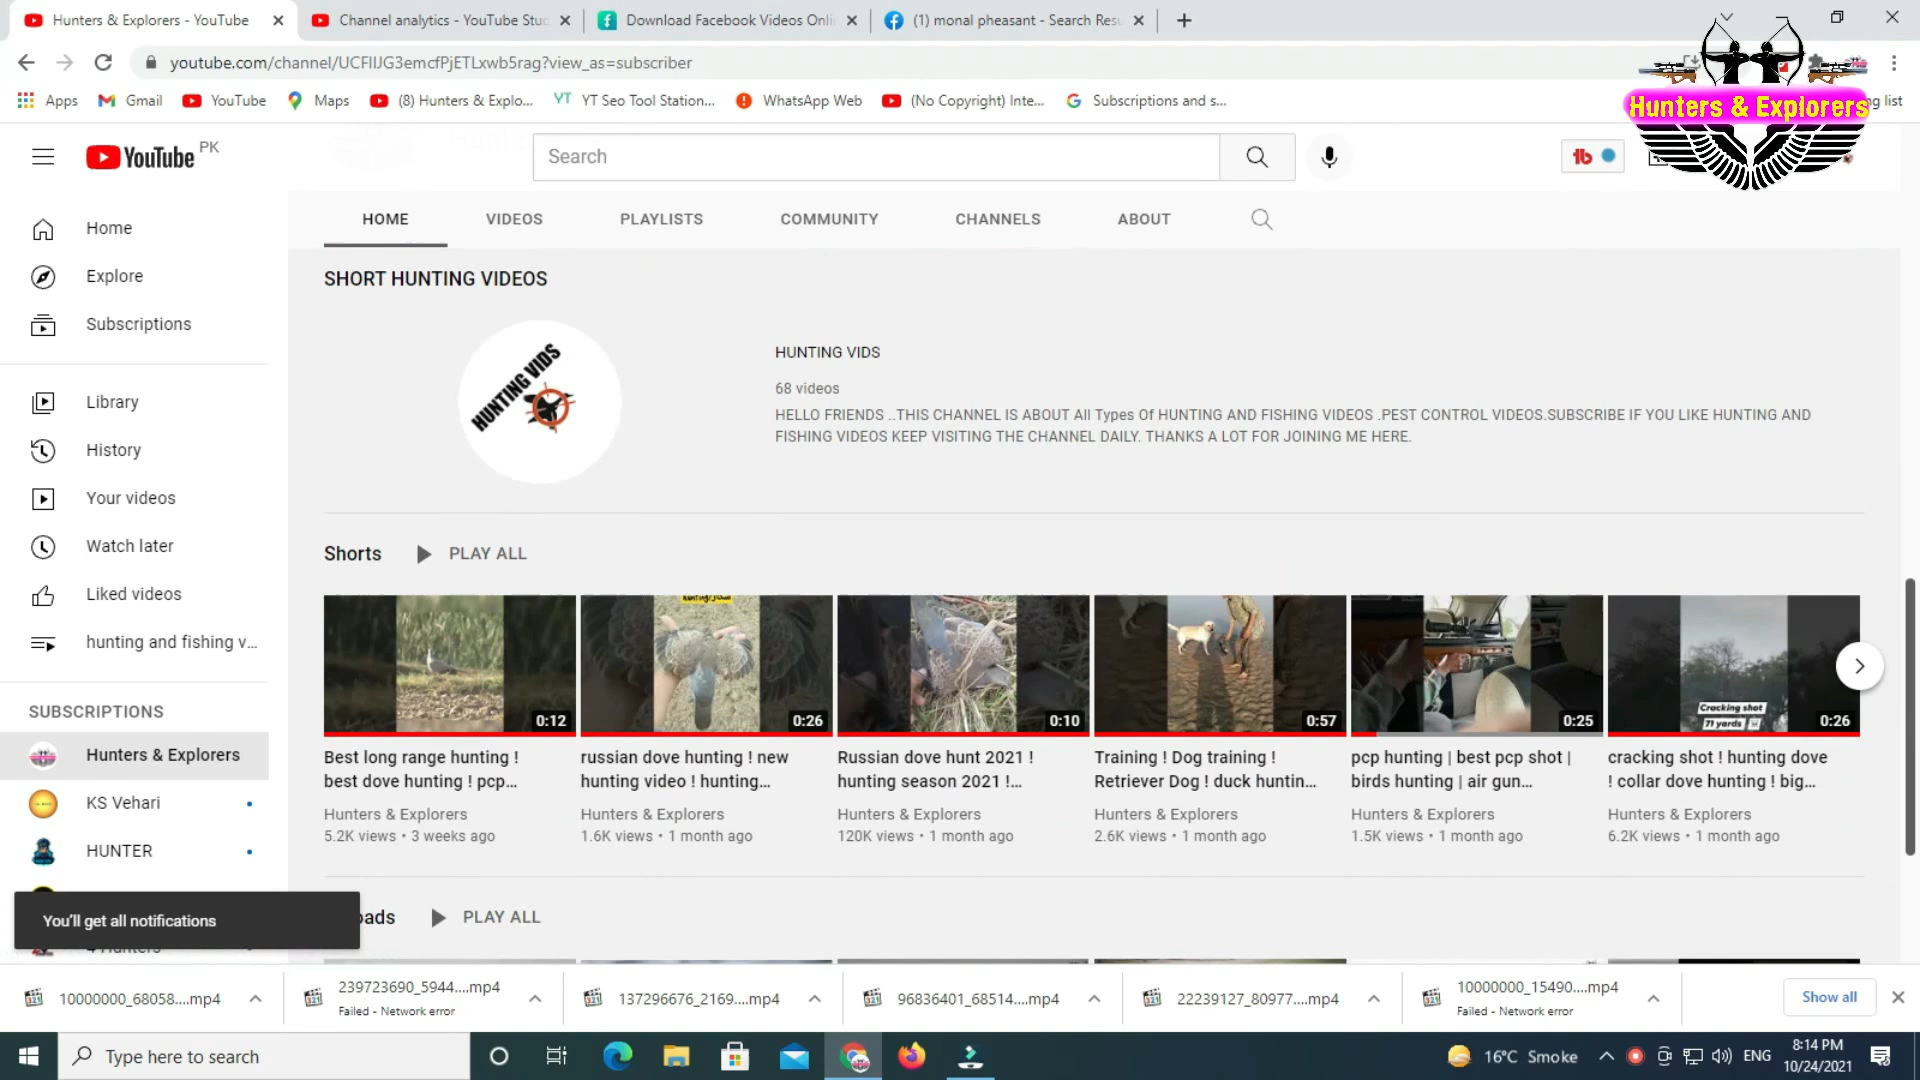 Hunters & Explorers - YouTube
Channel analytics - YouTube Stud
Download Facebook Videos Onli
(1) monal pheasant - Search Resu
youtube.com/channel/UCFIIJG3emcfPjETLxwb5rag?view_as=subscriber
Apps
Gmail
YouTube
Maps
(8) Hunters & Explo...
YT Seo Tool Station...
WhatsApp Web
(No Copyright) Inte...
Subscriptions and s...
ng list
Hunters & Explorers
YouTube PK
Search
HOME
VIDEOS
PLAYLISTS
COMMUNITY
CHANNELS
ABOUT
Home
Explore
Subscriptions
Library
History
Your videos
Watch later
Liked videos
hunting and fishing v...
SUBSCRIPTIONS
Hunters & Explorers
KS Vehari
HUNTER
You'll get all notifications
SHORT HUNTING VIDEOS
HUNTING VIDS
HUNTING VIDS
68 videos
HELLO FRIENDS ..THIS CHANNEL IS ABOUT All Types Of HUNTING AND FISHING VIDEOS .PEST CONTROL VIDEOS.SUBSCRIBE IF YOU LIKE HUNTING AND
FISHING VIDEOS KEEP VISITING THE CHANNEL DAILY. THANKS A LOT FOR JOINING ME HERE.
Shorts
PLAY ALL
0:12
Best long range hunting !
best dove hunting ! pcp...
Hunters & Explorers
5.2K views • 3 weeks ago
0:26
russian dove hunting ! new
hunting video ! hunting...
Hunters & Explorers
1.6K views • 1 month ago
0:10
Russian dove hunt 2021 !
hunting season 2021 !...
Hunters & Explorers
120K views • 1 month ago
0:57
Training ! Dog training !
Retriever Dog ! duck huntin...
Hunters & Explorers
2.6K views • 1 month ago
0:25
pcp hunting | best pcp shot |
birds hunting | air gun...
Hunters & Explorers
1.5K views • 1 month ago
Cracking shot
71 yards
0:26
cracking shot ! hunting dove
! collar dove hunting ! big...
Hunters & Explorers
6.2K views • 1 month ago
oads
PLAY ALL
10000000_68058....mp4
239723690_5944....mp4
Failed - Network error
137296676_2169....mp4
96836401_68514....mp4
22239127_80977....mp4
10000000_15490....mp4
Failed - Network error
Show all
Type here to search
16°C Smoke
ENG
8:14 PM
10/24/2021